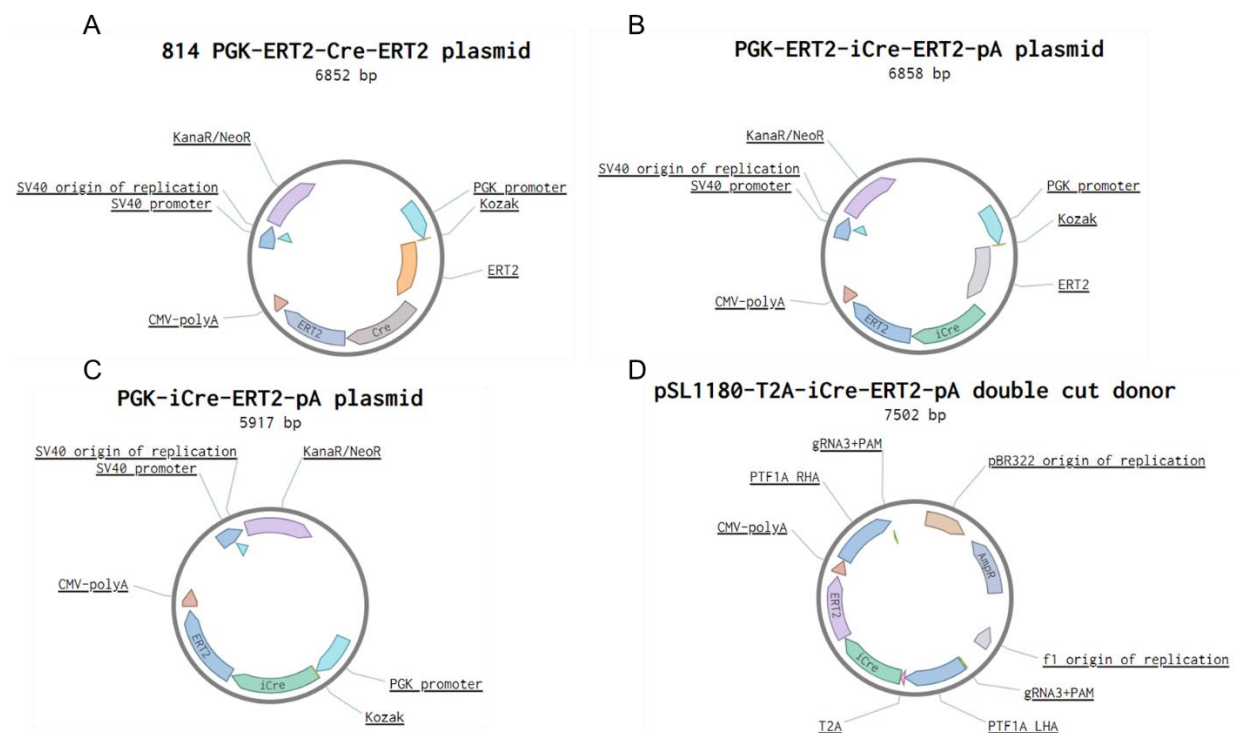 A
814 PGK-ERT2-Cre-ERT2 plasmid
6852 bp
KanaR/NeoR
SV40 origin of replication
SV40 promoter
PGK promoter
Kozak
ERT2
CMV-polyA
ERT2
Cre
B
PGK-ERT2-iCre-ERT2-pA plasmid
6858 bp
KanaR/NeoR
SV40 origin of replication
SV40 promoter
PGK promoter
Kozak
ERT2
CMV-polyA
ERT2
iCre
C
PGK-iCre-ERT2-pA plasmid
5917 bp
SV40 origin of replication
SV40 promoter
KanaR/NeoR
CMV-polyA
ERT2
iCre
PGK promoter
Kozak
D
pSL1180-T2A-iCre-ERT2-pA double cut donor
7502 bp
gRNA3+PAM
PTF1A RHA
pBR322 origin of replication
CMV-polyA
AmpR
ERT2
iCre
f1 origin of replication
gRNA3+PAM
T2A
PTF1A LHA